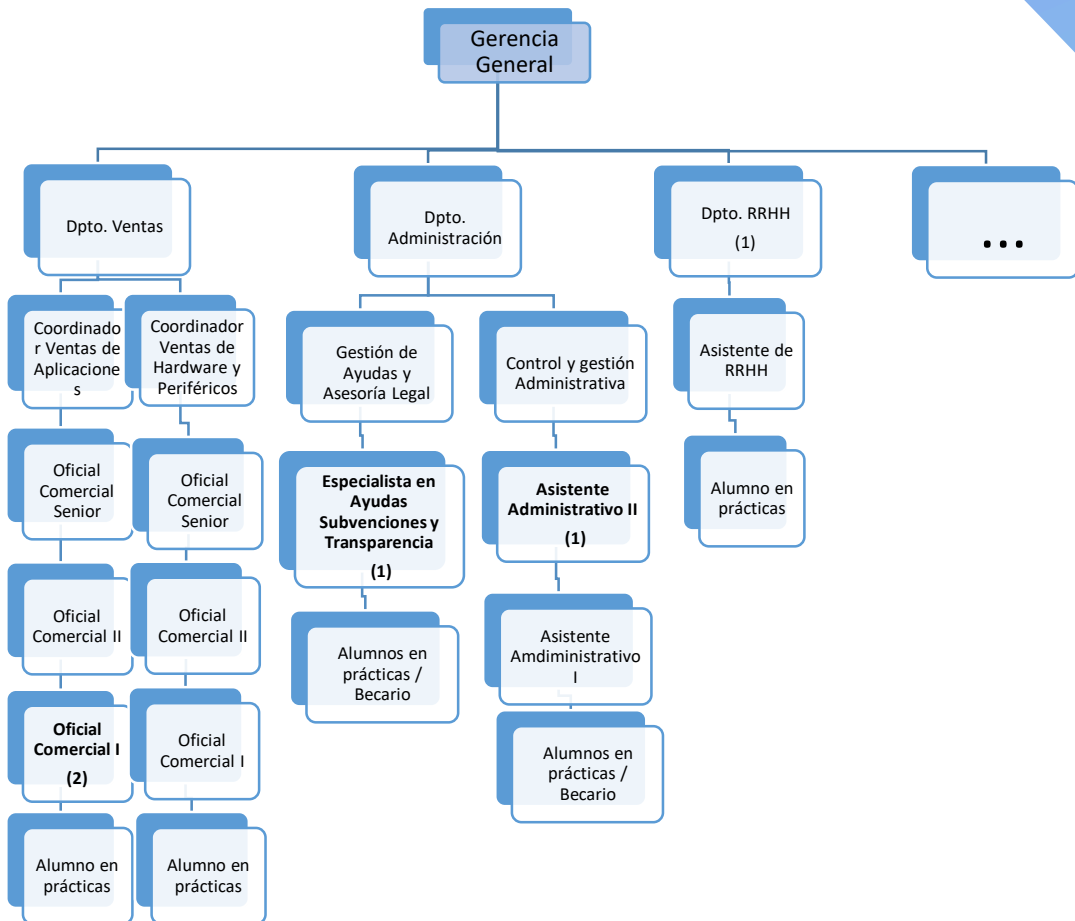 Gerencia
General
Dpto. Ventas
Dpto.
Administración
Dpto. RRHH
(1)
...
Coordinado
r Ventas de
Aplicacione
s
Coordinador
Ventas de
Hardware y
Periféricos
Gestión de
Ayudas y
Asesoría Legal
Control y gestión
Administrativa
Asistente de
RRHH
Oficial
Comercial
Senior
Oficial
Comercial
Senior
Especialista en
Ayudas
Subvenciones y
Transparencia
(1)
Asistente
Administrativo II
(1)
Alumno en
prácticas
Oficial
Comercial II
Oficial
Comercial II
Alumnos en
prácticas /
Becario
Asistente
Amdiministrativo
I
Oficial
Comercial I
(2)
Oficial
Comercial I
Alumnos en
prácticas /
Becario
Alumno en
prácticas
Alumno en
prácticas